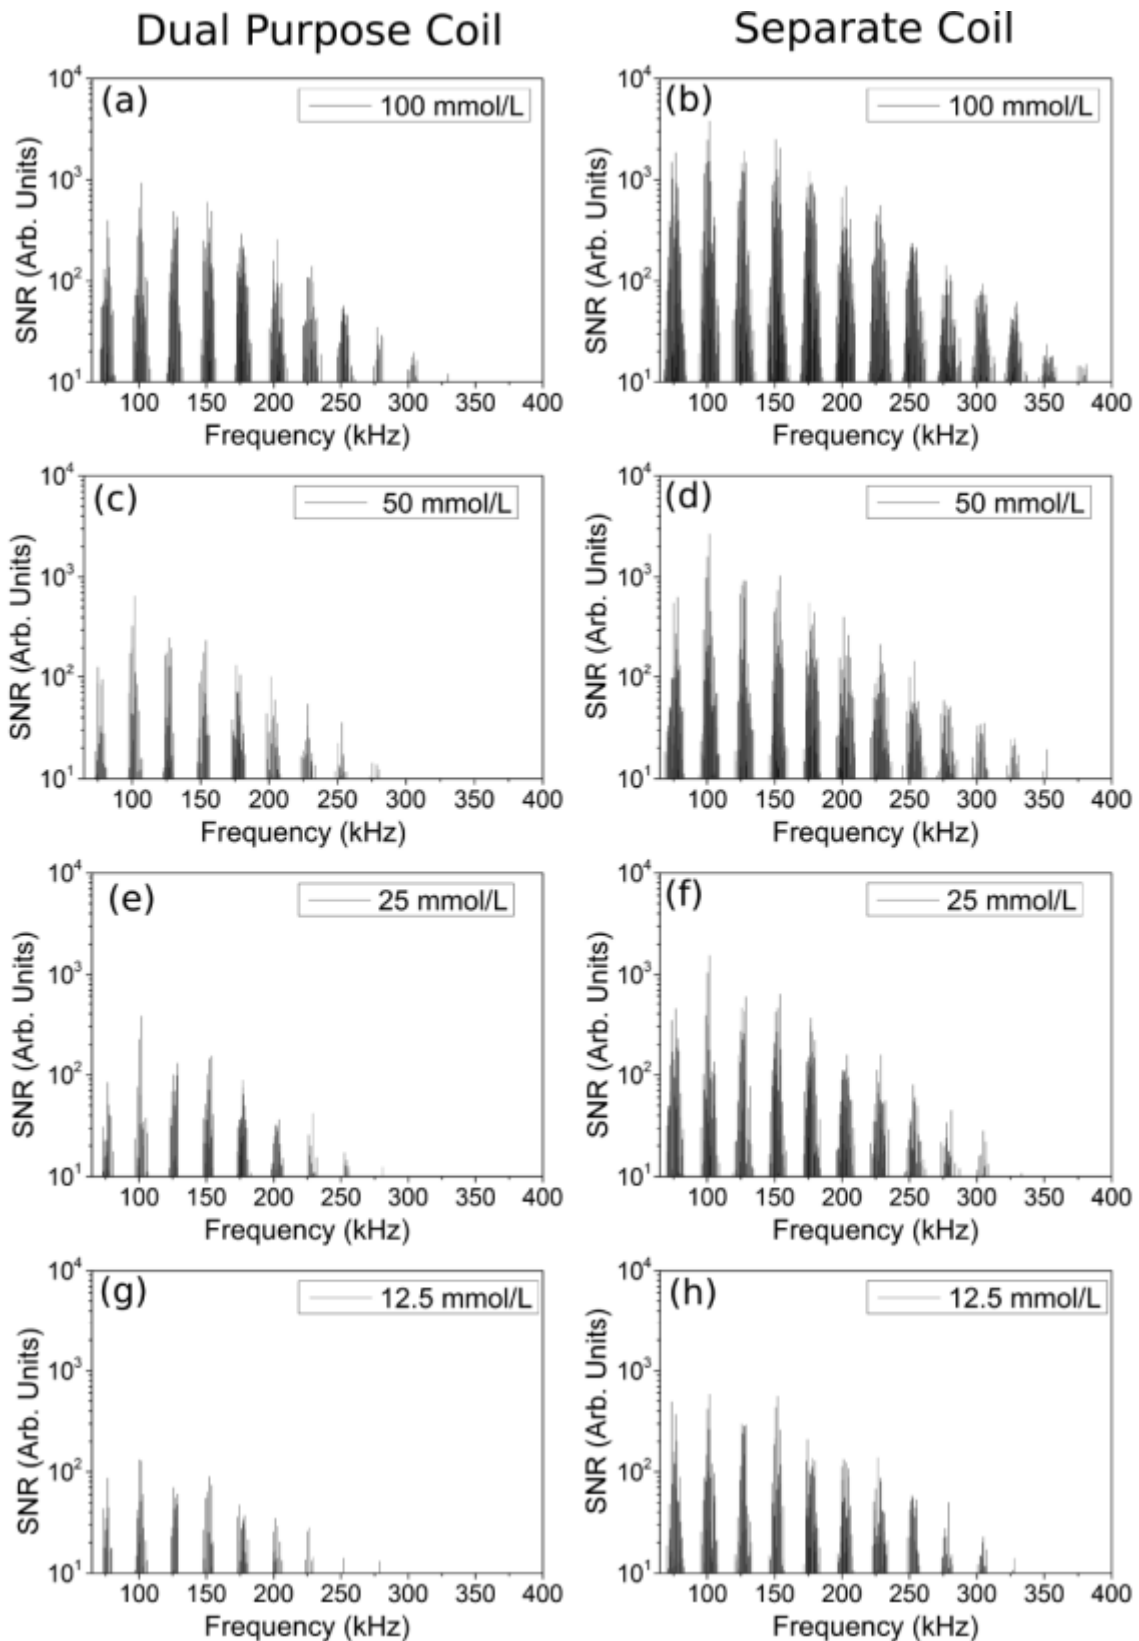 Dual Purpose Coil
Separate Coil
(a)
100 mmol/L
SNR (Arb. Units)
10⁴
10³
10²
10¹
100 150 200 250 300 350 400
Frequency (kHz)
(b)
100 mmol/L
SNR (Arb. Units)
10⁴
10³
10²
10¹
100 150 200 250 300 350 400
Frequency (kHz)
(c)
50 mmol/L
SNR (Arb. Units)
10⁴
10³
10²
10¹
100 150 200 250 300 350 400
Frequency (kHz)
(d)
50 mmol/L
SNR (Arb. Units)
10⁴
10³
10²
10¹
100 150 200 250 300 350 400
Frequency (kHz)
(e)
25 mmol/L
SNR (Arb. Units)
10⁴
10³
10²
10¹
100 150 200 250 300 350 400
Frequency (kHz)
(f)
25 mmol/L
SNR (Arb. Units)
10⁴
10³
10²
10¹
100 150 200 250 300 350 400
Frequency (kHz)
(g)
12.5 mmol/L
SNR (Arb. Units)
10⁴
10³
10²
10¹
100 150 200 250 300 350 400
Frequency (kHz)
(h)
12.5 mmol/L
SNR (Arb. Units)
10⁴
10³
10²
10¹
100 150 200 250 300 350 400
Frequency (kHz)